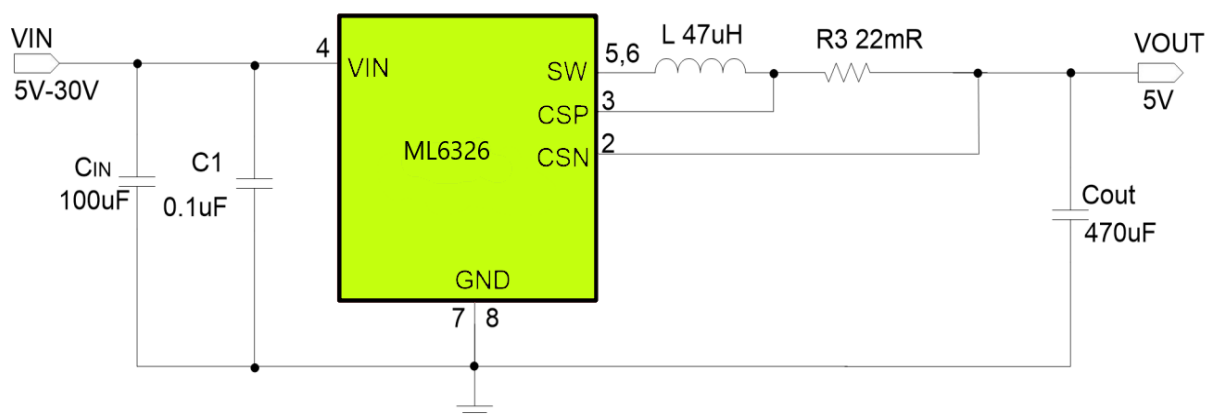 VIN
5V-30V
CIN
100uF
C1
0.1uF
4
VIN
ML6326
SW
CSP
CSN
GND
7 8
5,6
3
2
L 47uH
R3 22mR
VOUT
5V
Cout
470uF